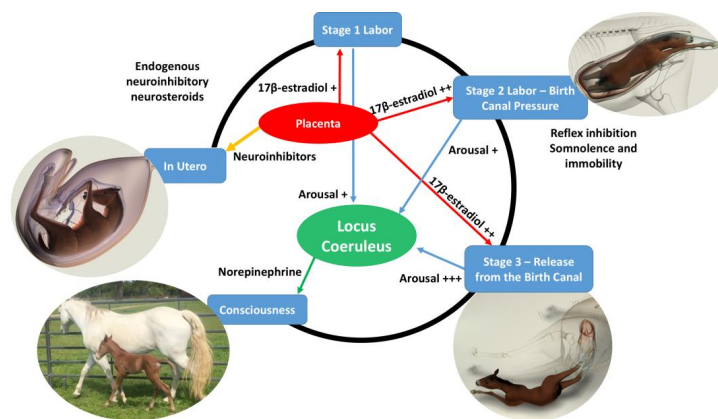 Stage 1 Labor
Endogenous
neuroinhibitory
neurosteroids
17β-estradiol +
17β-estradiol ++
Stage 2 Labor – Birth
Canal Pressure
Placenta
Reflex inhibition
Somnolence and
immobility
Neuroinhibitors
In Utero
Arousal +
Arousal +
17β-estradiol ++
Locus
Coeruleus
Norepinephrine
Arousal +++
Stage 3 – Release
from the Birth Canal
Consciousness